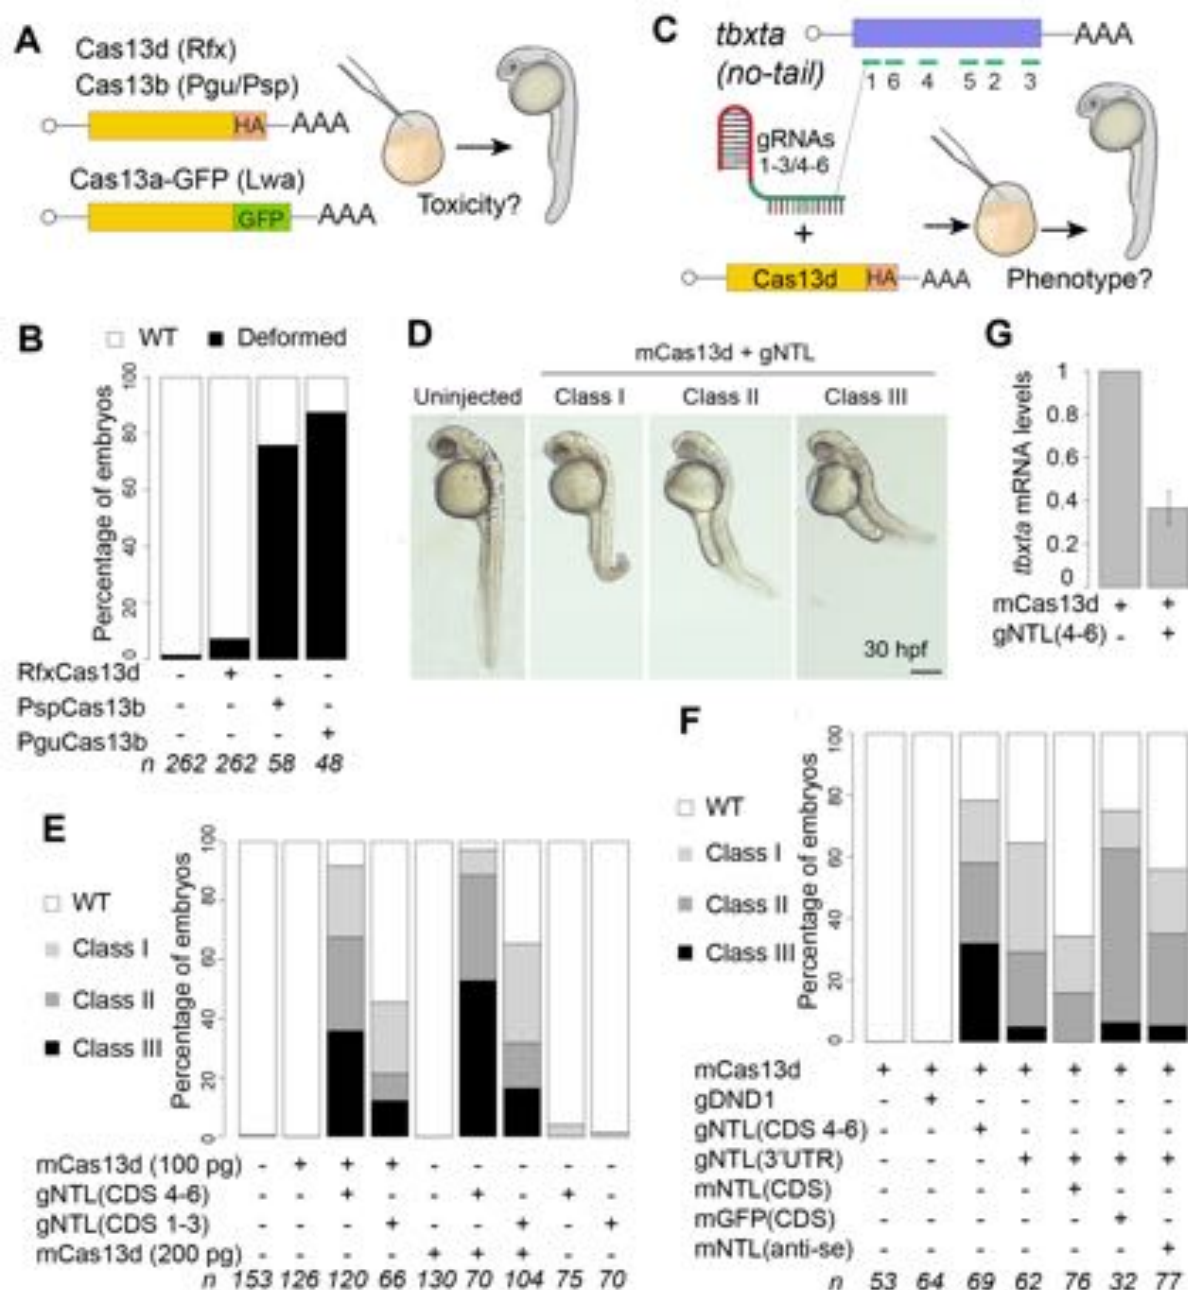 A
Cas13d (Rfx)
Cas13b (Pgu/Psp)
HA AAA
Cas13a-GFP (Lwa)
GFP AAA
Toxicity?
C
tbxta
(no-tail)
AAA
1 6 4 5 2 3
gRNAs
1-3/4-6
+
Cas13d HA AAA
Phenotype?
B
WT Deformed
Percentage of embryos
0 20 40 60 80 100
RfxCas13d - + - -
PspCas13b - - + -
PguCas13b - - - +
n 262 262 58 48
D
mCas13d + gNTL
Uninjected Class I Class II Class III
30 hpf
G
tbxta mRNA levels
1
0.8
0.6
0.4
0.2
0
mCas13d + +
gNTL(4-6) - +
E
WT
Class I
Class II
Class III
Percentage of embryos
0 20 40 60 80 100
mCas13d (100 pg) - + + + - - - - -
gNTL(CDS 4-6) - - + - - + - + -
gNTL(CDS 1-3) - - - + - - + - +
mCas13d (200 pg) - - - - + + + - -
n 153 126 120 66 130 70 104 75 70
F
WT
Class I
Class II
Class III
Percentage of embryos
0 20 40 60 80 100
mCas13d + + + + + + +
gDND1 - + - - - - -
gNTL(CDS 4-6) - - + - - - -
gNTL(3'UTR) - - - + + + +
mNTL(CDS) - - - - + - -
mGFP(CDS) - - - - - + -
mNTL(anti-se) - - - - - - +
n 53 64 69 62 76 32 77